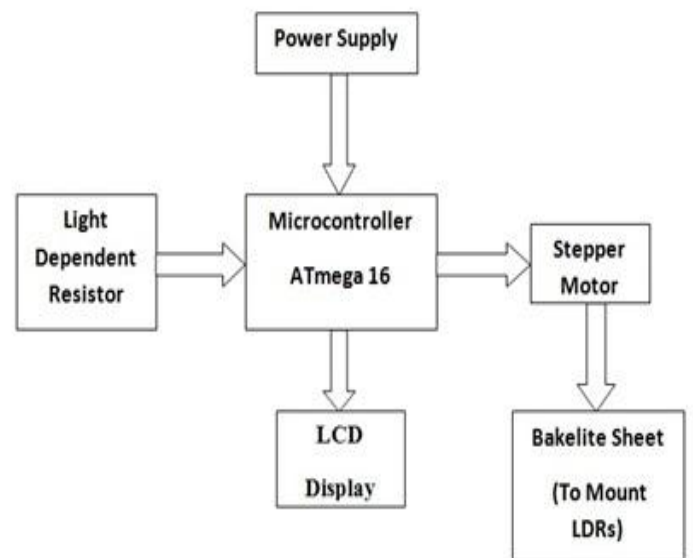 Power Supply
Light
Dependent
Resistor
Microcontroller
ATmega 16
Stepper
Motor
LCD
Display
Bakelite Sheet
(To Mount
LDRs)